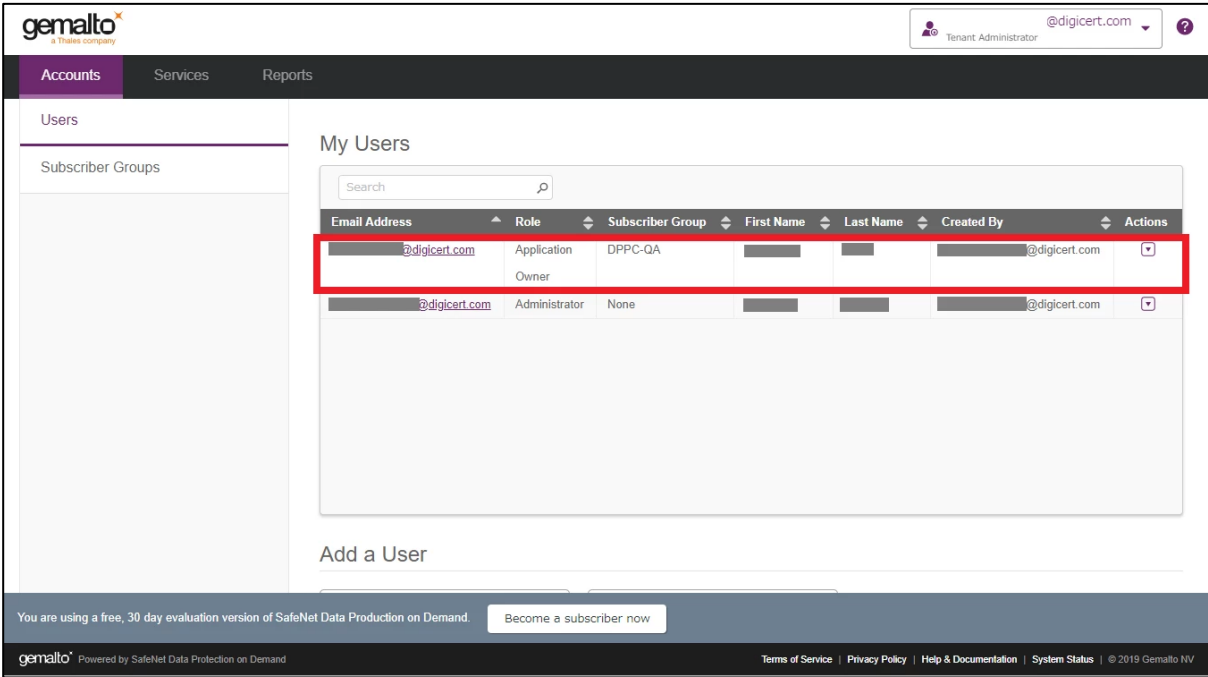 gemalto
a Thales company
@digicert.com
Tenant Administrator
?
Accounts Services Reports
Users
Subscriber Groups
My Users
Search
Email Address Role Subscriber Group First Name Last Name Created By Actions
@digicert.com Application Owner DPPC-QA @digicert.com
@digicert.com Administrator None @digicert.com
Add a User
You are using a free, 30 day evaluation version of SafeNet Data Production on Demand. Become a subscriber now
gemalto Powered by SafeNet Data Protection on Demand Terms of Service | Privacy Policy | Help & Documentation | System Status | © 2019 Gemalto NV